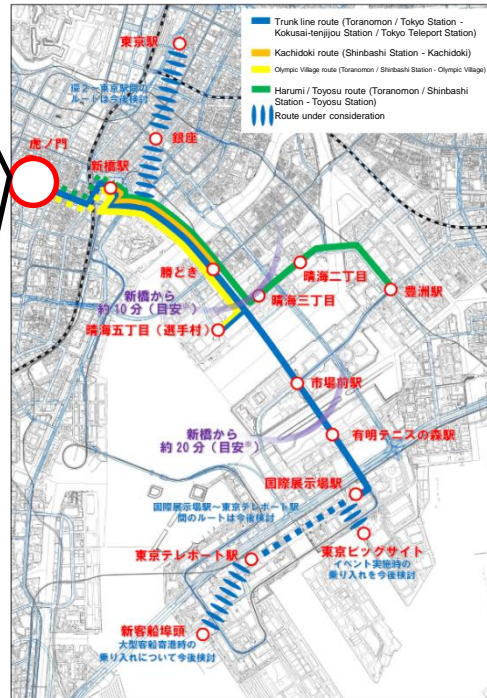 Trunk line route (Toranomon / Tokyo Station -
Kokusai-tenjijou Station / Tokyo Teleport Station)
Kachidoki route (Shinbashi Station - Kachidoki)
Olympic Village route (Toranomon / Shinbashi Station - Olympic Village)
Harumi / Toyosu route (Toranomon / Shinbashi
Station - Toyosu Station)
Route under consideration
東京駅
ルートは今後検討
銀座
虎ノ門
新橋駅
勝どき
晴海二丁目
晴海三丁目
豊洲駅
新橋から
約10分（目安※）
晴海五丁目（選手村）
市場前駅
新橋から
約20分（目安※）
有明テニスの森駅
国際展示場駅
国際展示場駅～東京テレポート駅
間のルートは今後検討
東京テレポート駅
東京ビッグサイト
イベント実施時の
乗り入れを今後検討
新客船埠頭
大型客船寄港時の
乗り入れについて今後検討